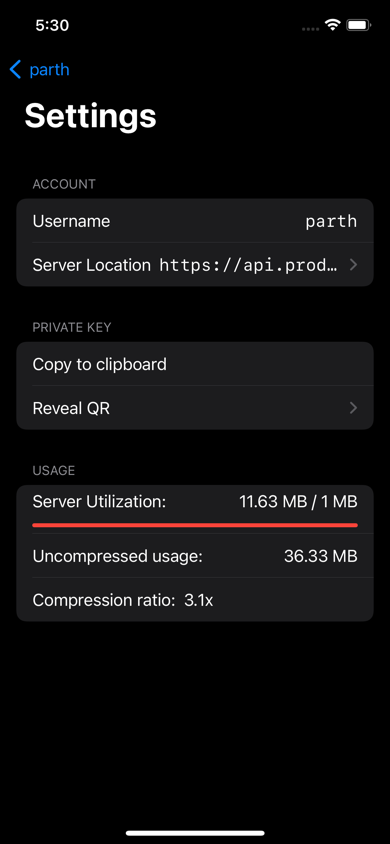 5:30
parth
Settings
ACCOUNT
Username parth
Server Location https://api.prod…
PRIVATE KEY
Copy to clipboard
Reveal QR
USAGE
Server Utilization: 11.63 MB / 1 MB
Uncompressed usage: 36.33 MB
Compression ratio: 3.1x